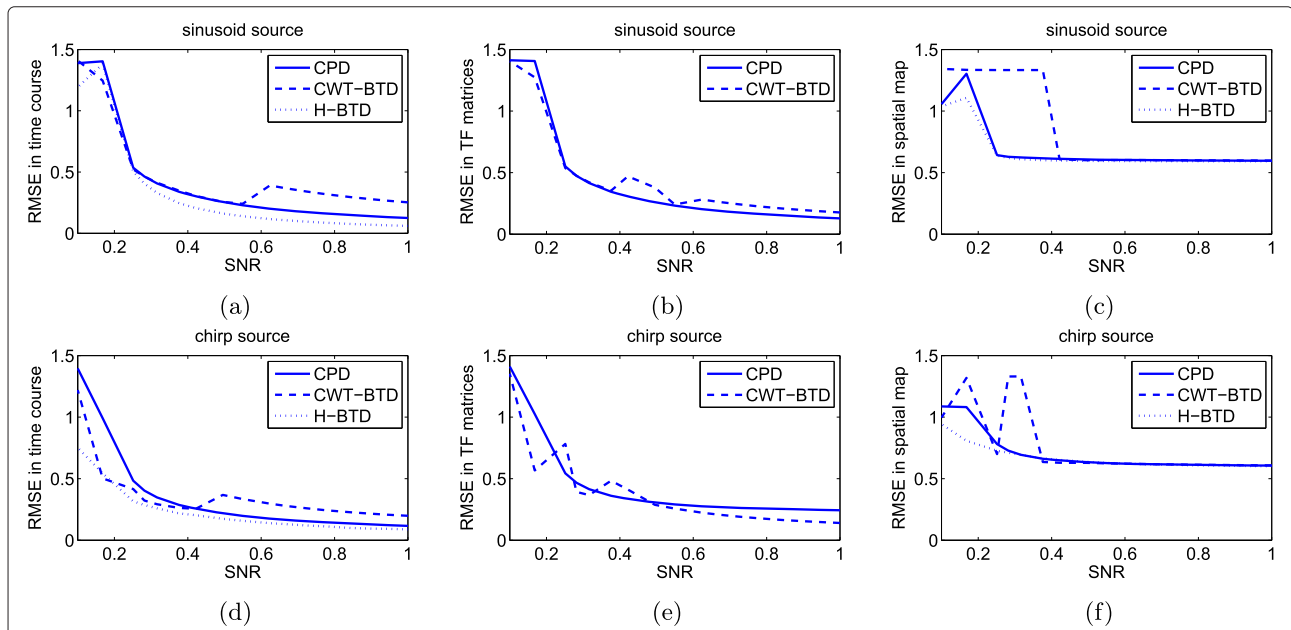 sinusoid source
RMSE in time course
1.5
1
0.5
0
0.2
0.4
0.6
0.8
1
SNR
CPD
CWT−BTD
H−BTD
(a)
sinusoid source
RMSE in TF matrices
1.5
1
0.5
0
0.2
0.4
0.6
0.8
1
SNR
CPD
CWT−BTD
(b)
sinusoid source
RMSE in spatial map
1.5
1
0.5
0
0.2
0.4
0.6
0.8
1
SNR
CPD
CWT−BTD
H−BTD
(c)
chirp source
RMSE in time course
1.5
1
0.5
0
0.2
0.4
0.6
0.8
1
SNR
CPD
CWT−BTD
H−BTD
(d)
chirp source
RMSE in TF matrices
1.5
1
0.5
0
0.2
0.4
0.6
0.8
1
SNR
CPD
CWT−BTD
(e)
chirp source
RMSE in spatial map
1.5
1
0.5
0
0.2
0.4
0.6
0.8
1
SNR
CPD
CWT−BTD
H−BTD
(f)